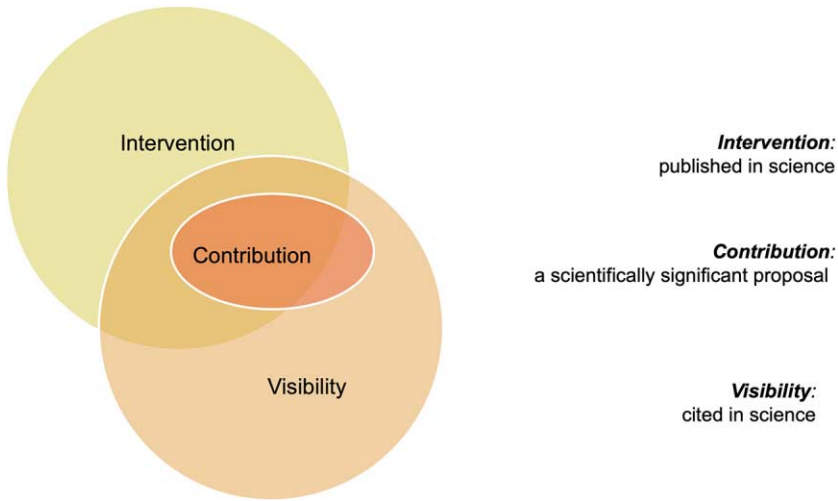 Intervention
Contribution
Visibility
Intervention:
published in science
Contribution:
a scientifically significant proposal
Visibility:
cited in science